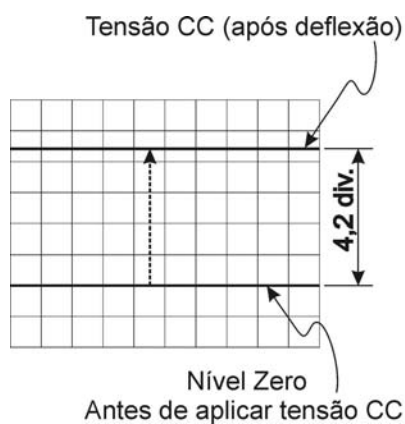 Tensão CC (após deflexão)
4,2 div.
Nível Zero
Antes de aplicar tensão CC